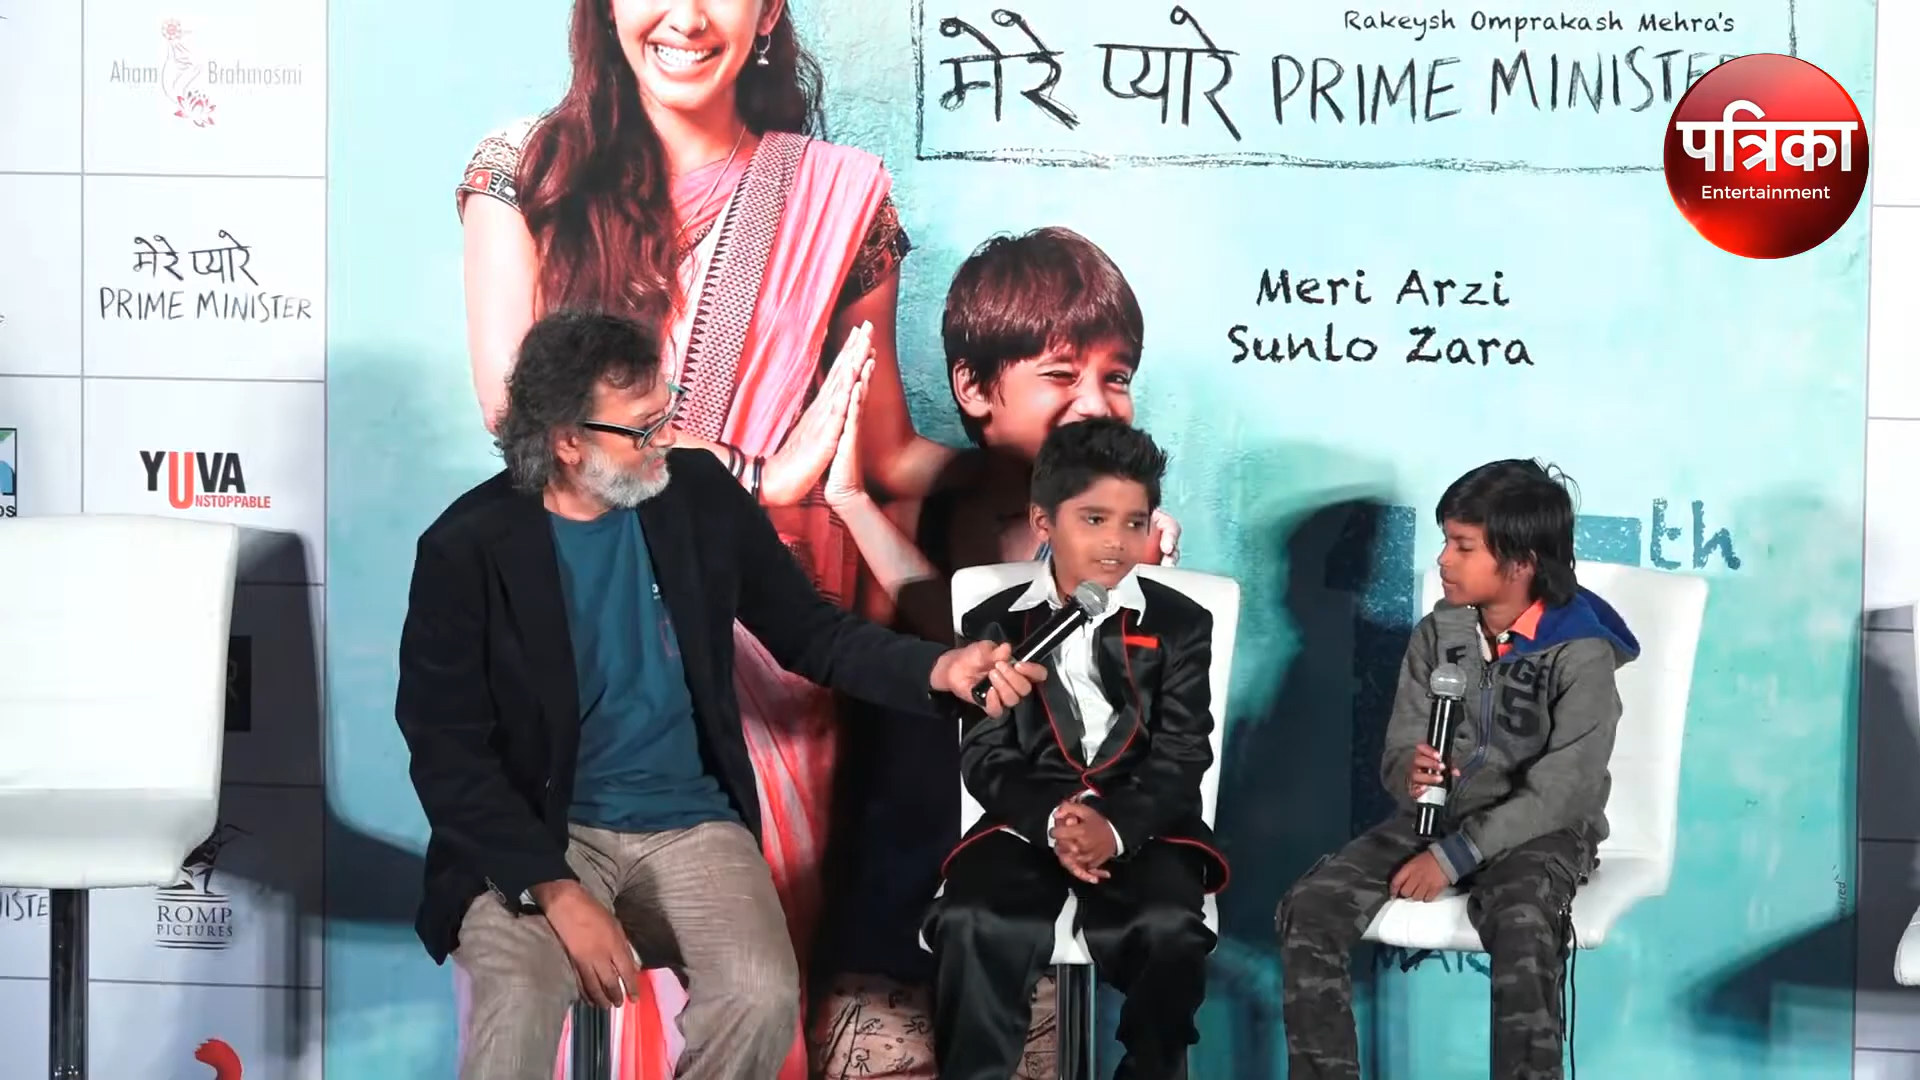 Rakeysh Omprakash Mehra's
मेरे प्यारे PRIME MINISTER
पत्रिका
Entertainment
Aham Brahmasmi
मेरे प्यारे
PRIME MINISTER
Meri Arzi
Sunlo Zara
YUVA
UNSTOPPABLE
th
ROMP
PICTURES